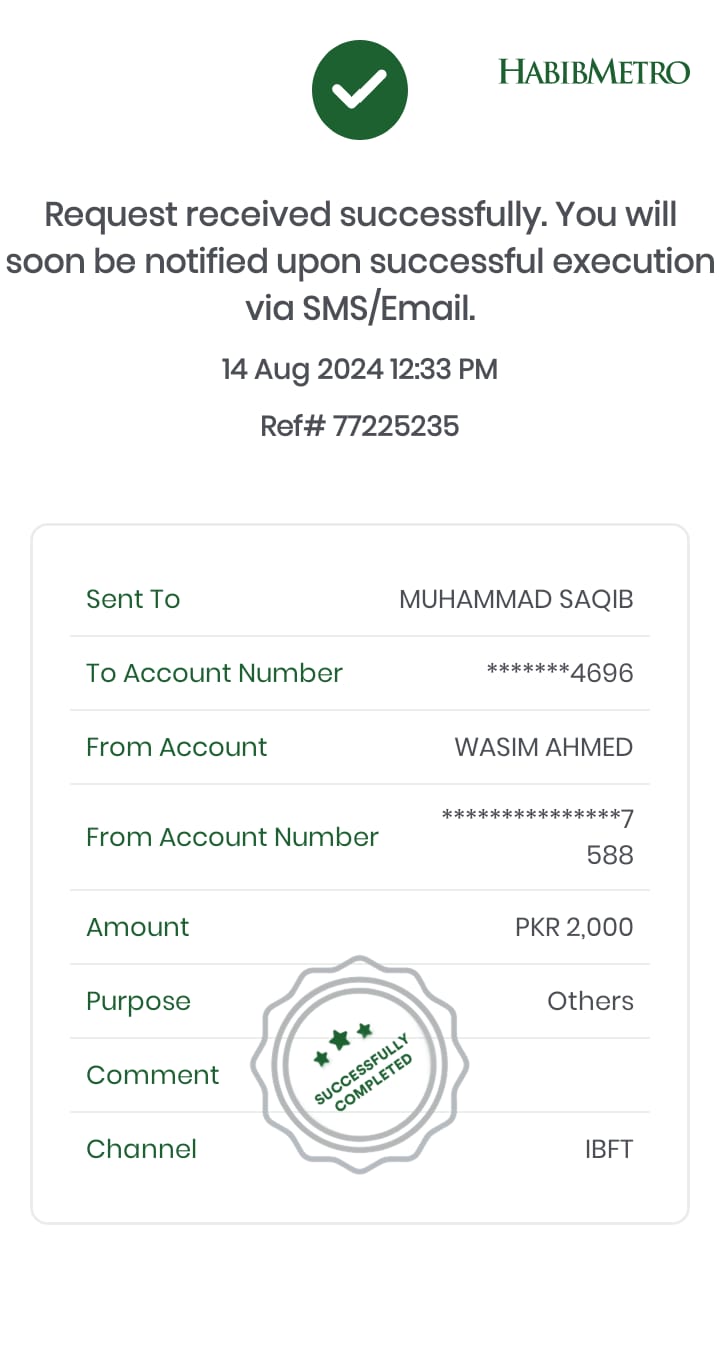 HABIBMETRO
Request received successfully. You will
soon be notified upon successful execution
via SMS/Email.
14 Aug 2024 12:33 PM
Ref# 77225235
Sent To MUHAMMAD SAQIB
To Account Number *******4696
From Account WASIM AHMED
From Account Number ***************7
588
Amount PKR 2,000
Purpose Others
Comment
SUCCESSFULLY
COMPLETED
Channel IBFT